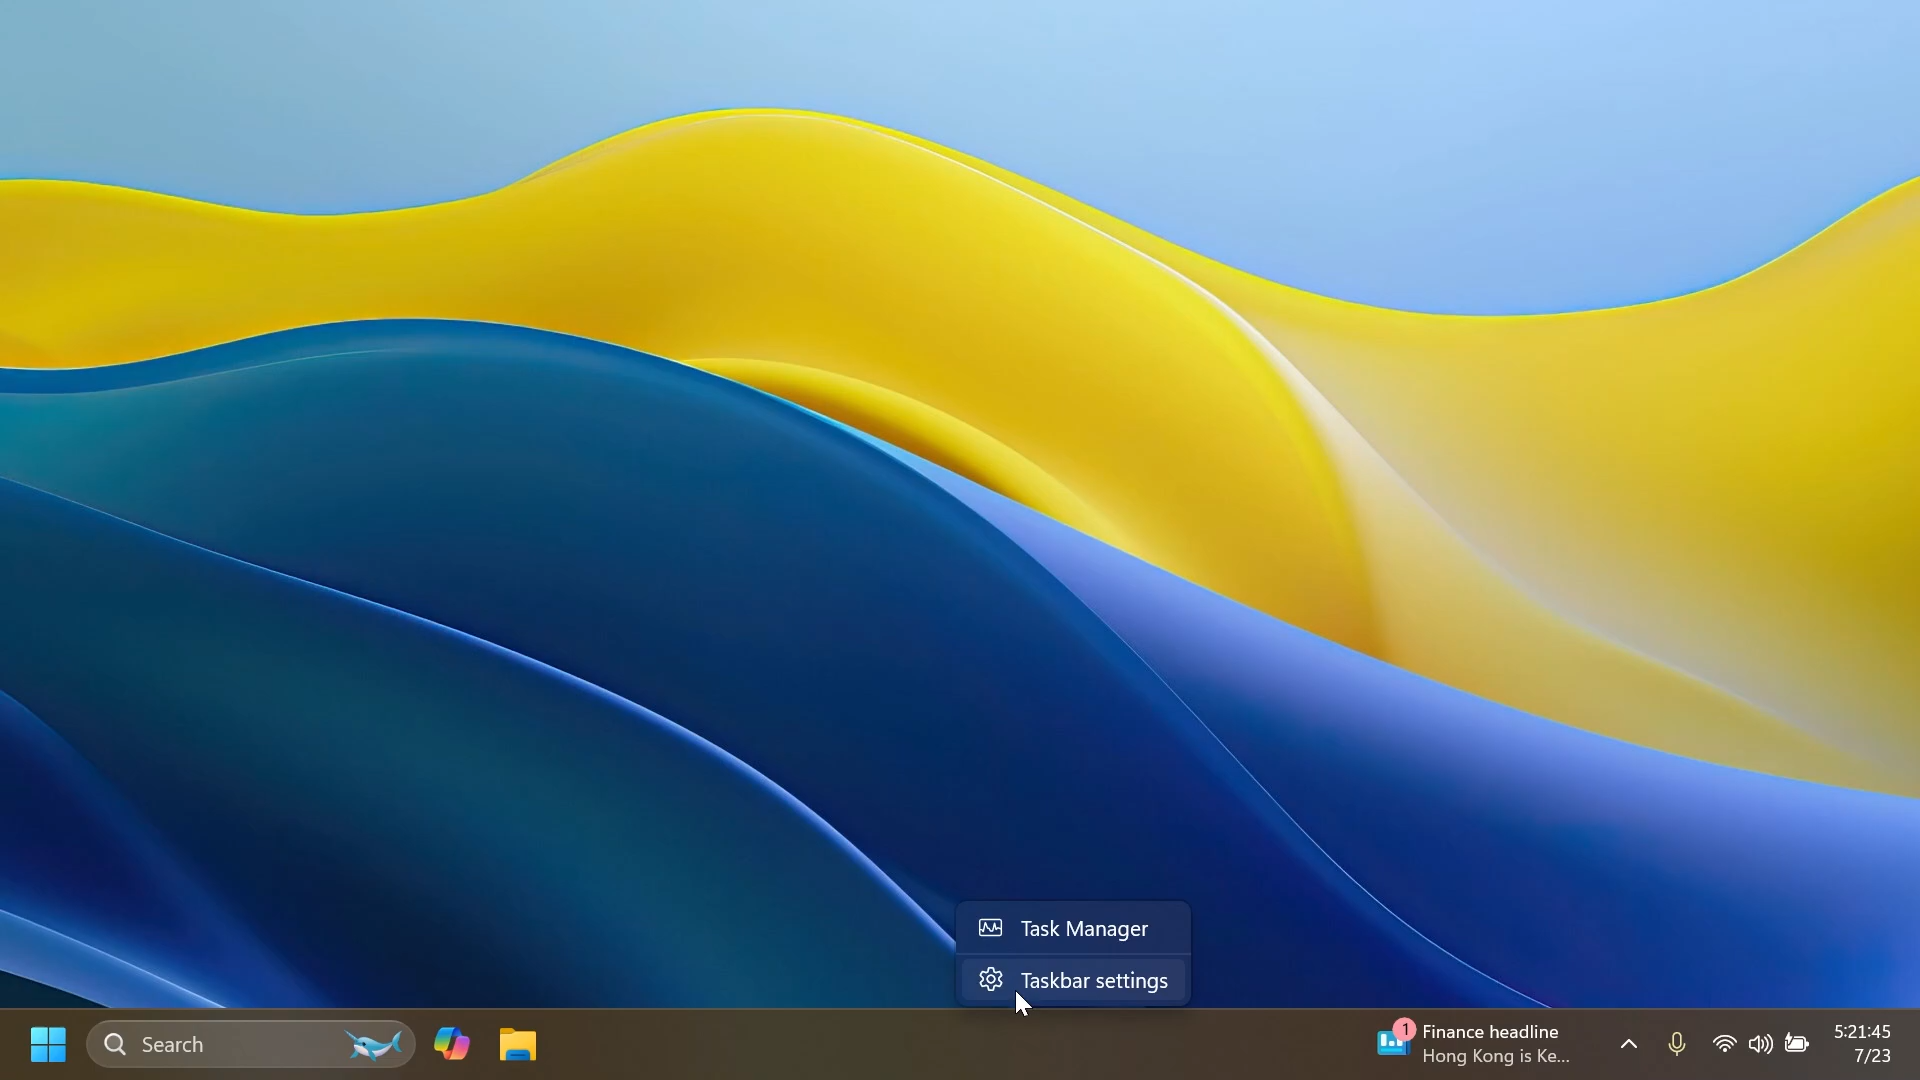 Task Manager
Taskbar settings
Search
1
Finance headline
Hong Kong is Ke...
5:21:45
7/23